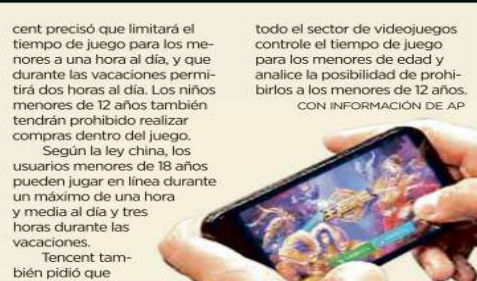 cent precisó que limitará el
tiempo de juego para los me-
nores a una hora al día, y que
durante las vacaciones permi-
tirá dos horas al día. Los niños
menores de 12 años también
tendrán prohibido realizar
compras dentro del juego.
Según la ley china, los
usuarios menores de 18 años
pueden jugar en línea durante
un máximo de una hora
y media al día y tres
horas durante las
vacaciones.
Tencent tam-
bién pidió que
todo el sector de videojuegos
controle el tiempo de juego
para los menores de edad y
analice la posibilidad de prohi-
birlos a los menores de 12 años.
CON INFORMACIÓN DE AP